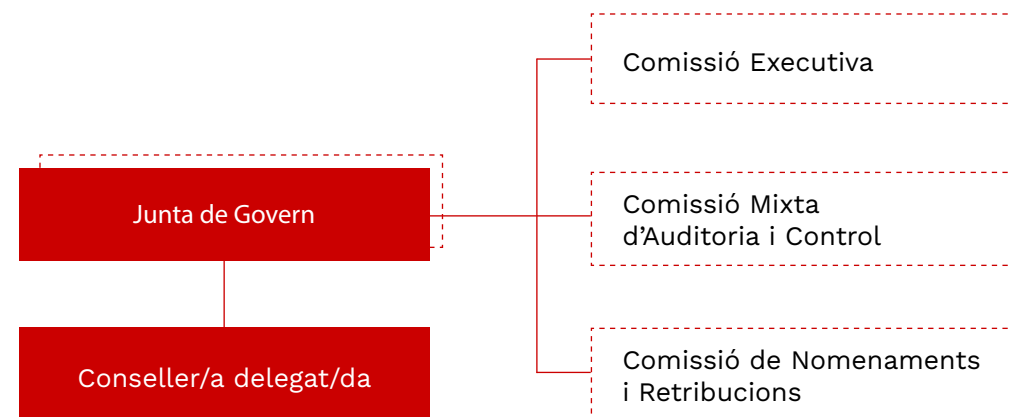 Comissió Executiva
Junta de Govern
Comissió Mixta
d’Auditoria i Control
Conseller/a delegat/da
Comissió de Nomenaments
i Retribucions